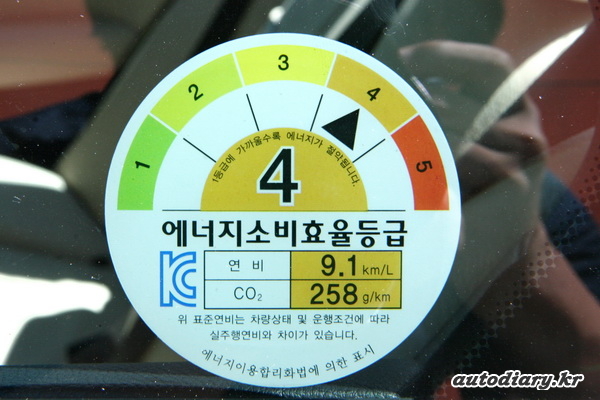 1
2
3
4
5
1등급에 가까울수록 에너지가 절약됩니다.
4
에너지소비효율등급
연 비 9.1 km/L
CO₂ 258 g/km
위 표준연비는 차량상태 및 운행조건에 따라
실주행연비와 차이가 있습니다.
에너지이용합리화법에 의한 표시
autodiary.kr